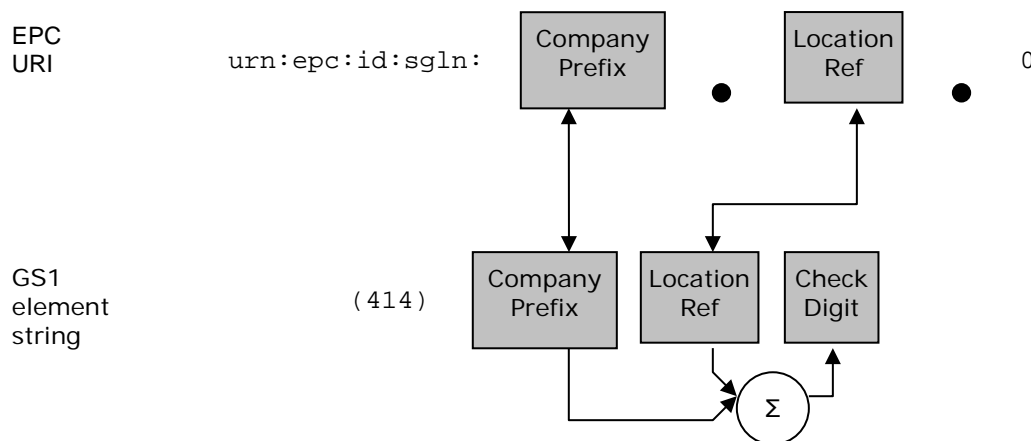 EPC
URI
urn:epc:id:sgln:
Company
Prefix
Location
Ref
0
GS1
element
string
(414)
Company
Prefix
Location
Ref
Check
Digit
Σ